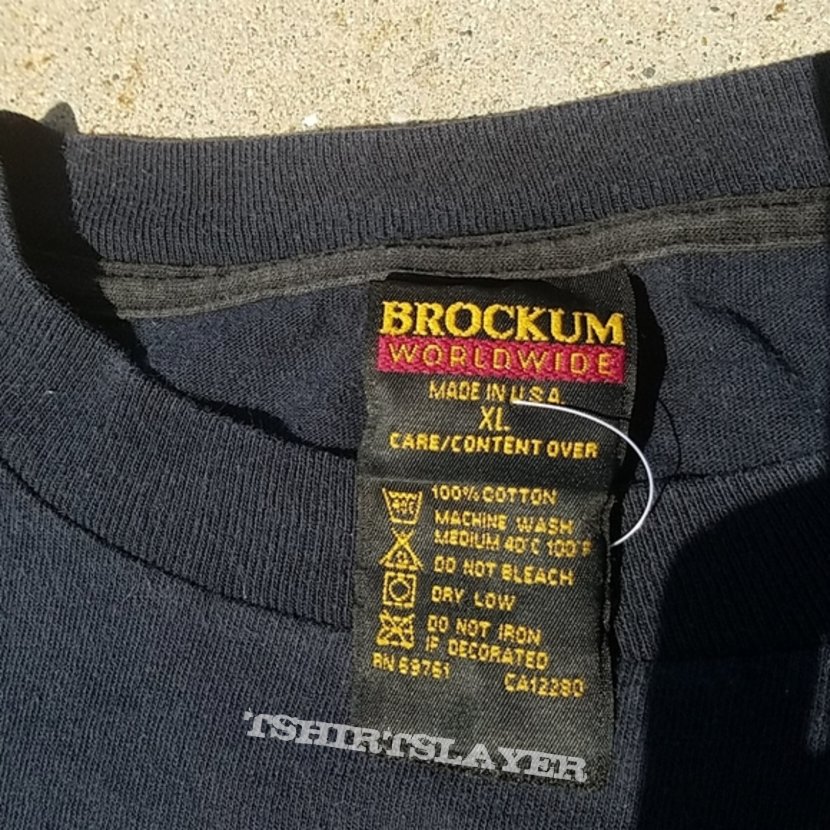 BROCKUM
WORLDWIDE
MADE IN U.S.A.
XL
CARE/CONTENT OVER
100% COTTON
MACHINE WASH
MEDIUM 40°C 100°F
DO NOT BLEACH
DRY LOW
DO NOT IRON
IF DECORATED
RN 69761 CA12280
TSHIRTSLAYER